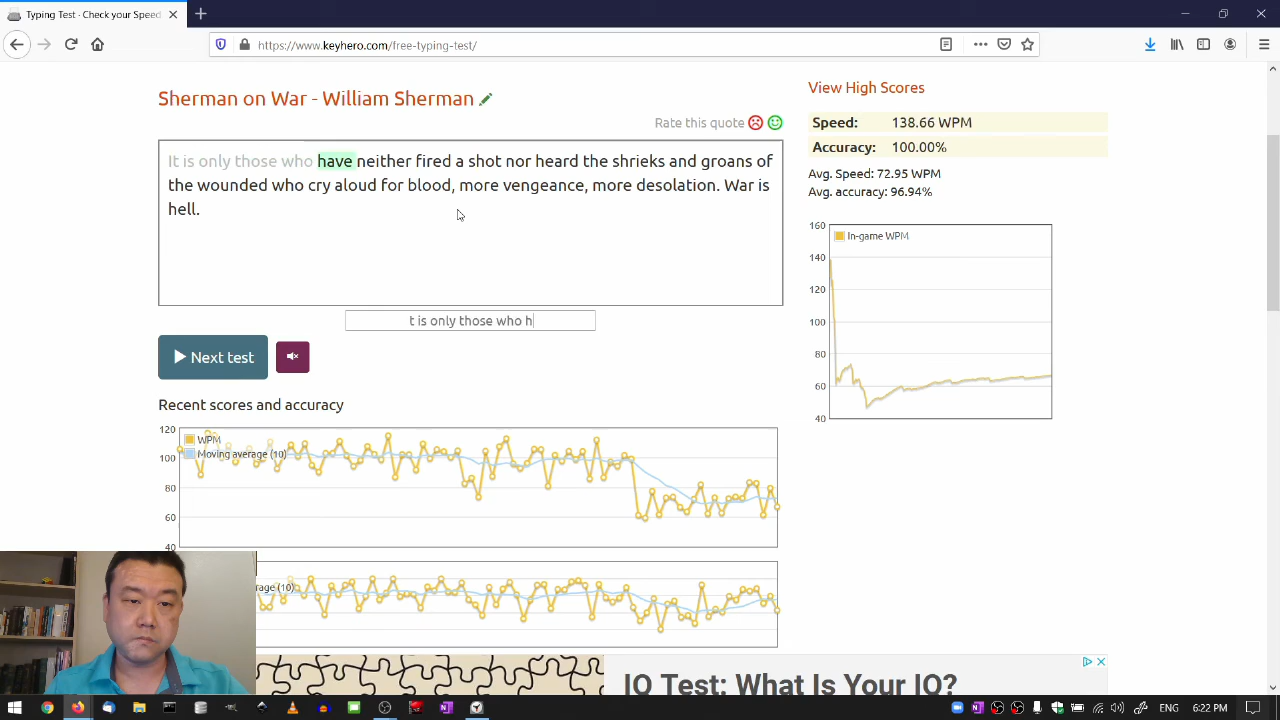 Typing Test - Check your Speed
https://www.keyhero.com/free-typing-test/
Sherman on War - William Sherman
Rate this quote
It is only those who have neither fired a shot nor heard the shrieks and groans of
the wounded who cry aloud for blood, more vengeance, more desolation. War is
hell.
t is only those who h
Next test
Recent scores and accuracy
120
WPM
Moving average (10)
100
80
60
40
rage (10)
View High Scores
Speed: 138.66 WPM
Accuracy: 100.00%
Avg. Speed: 72.95 WPM
Avg. accuracy: 96.94%
160
In-game WPM
140
120
100
80
60
40
IQ Test: What Is Your IQ?
ENG 6:22 PM